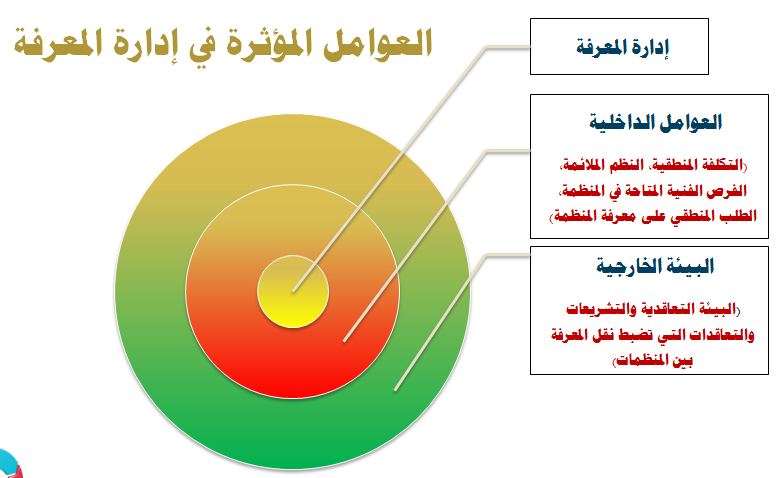 العوامل المؤثرة في إدارة المعرفة
إدارة المعرفة
العوامل الداخلية
(التكلفة المنطقية، النظم الملائمة،
الفرص الفنية المتاحة في المنظمة،
الطلب المنطقي على معرفة المنظمة)
البيئة الخارجية
(البيئة التعاقدية والتشريعات
والتعاقدات التي تضبط نقل المعرفة
بين المنظمات)